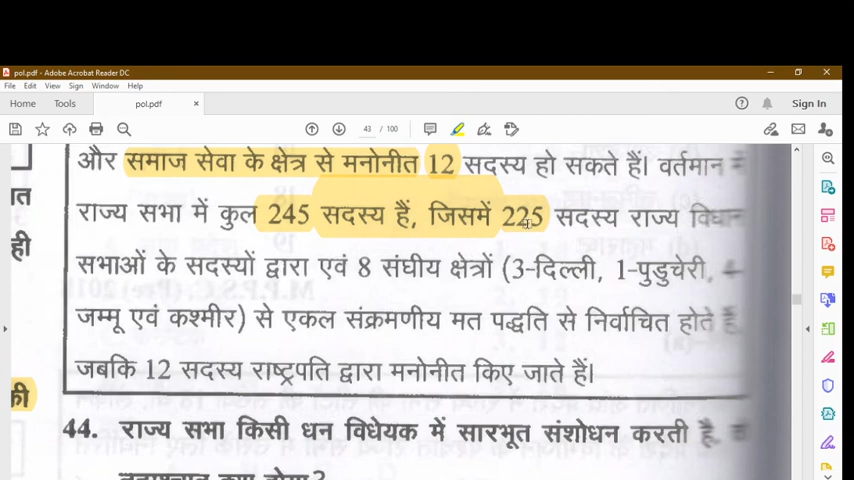 pol.pdf - Adobe Acrobat Reader DC
File Edit View Sign Window Help
Home Tools pol.pdf × Sign In
43 / 100
और समाज सेवा के क्षेत्र से मनोनीत 12 सदस्य हो सकते हैं। वर्तमान में
राज्य सभा में कुल 245 सदस्य हैं, जिसमें 225 सदस्य राज्य विधान
सभाओं के सदस्यों द्वारा एवं 8 संघीय क्षेत्रों (3-दिल्ली, 1-पुडुचेरी, 4-
जम्मू एवं कश्मीर) से एकल संक्रमणीय मत पद्धति से निर्वाचित होते हैं
जबकि 12 सदस्य राष्ट्रपति द्वारा मनोनीत किए जाते हैं।
ही
की
44. राज्य सभा किसी धन विधेयक में सारभूत संशोधन करती है,